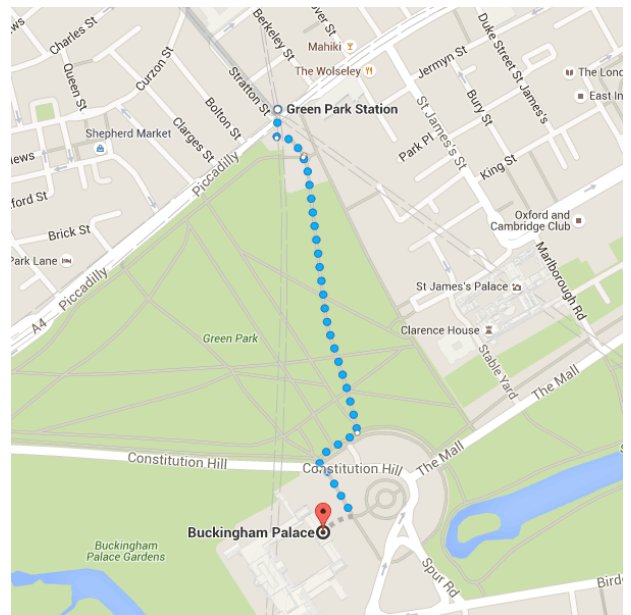 Charles St
Queen St
Curzon St
Berkeley St
Stratton St
Bolton St
Clarges St
Mahiki
The Wolseley
Jermyn St
Duke Street St James's
Bury St
St James's St
The Lond
East In
Green Park Station
Shepherd Market
iews
xford St
Park Pl
King St
Piccadilly
Brick St
Park Lane
Piccadilly
A4
Oxford and
Cambridge Club
Marlborough Rd
St James's Palace
Clarence House
Stable Yard
Green Park
The Mall
Constitution Hill
Constitution Hill
The Mall
Buckingham Palace
Buckingham
Palace Gardens
Spur Rd
Birdc